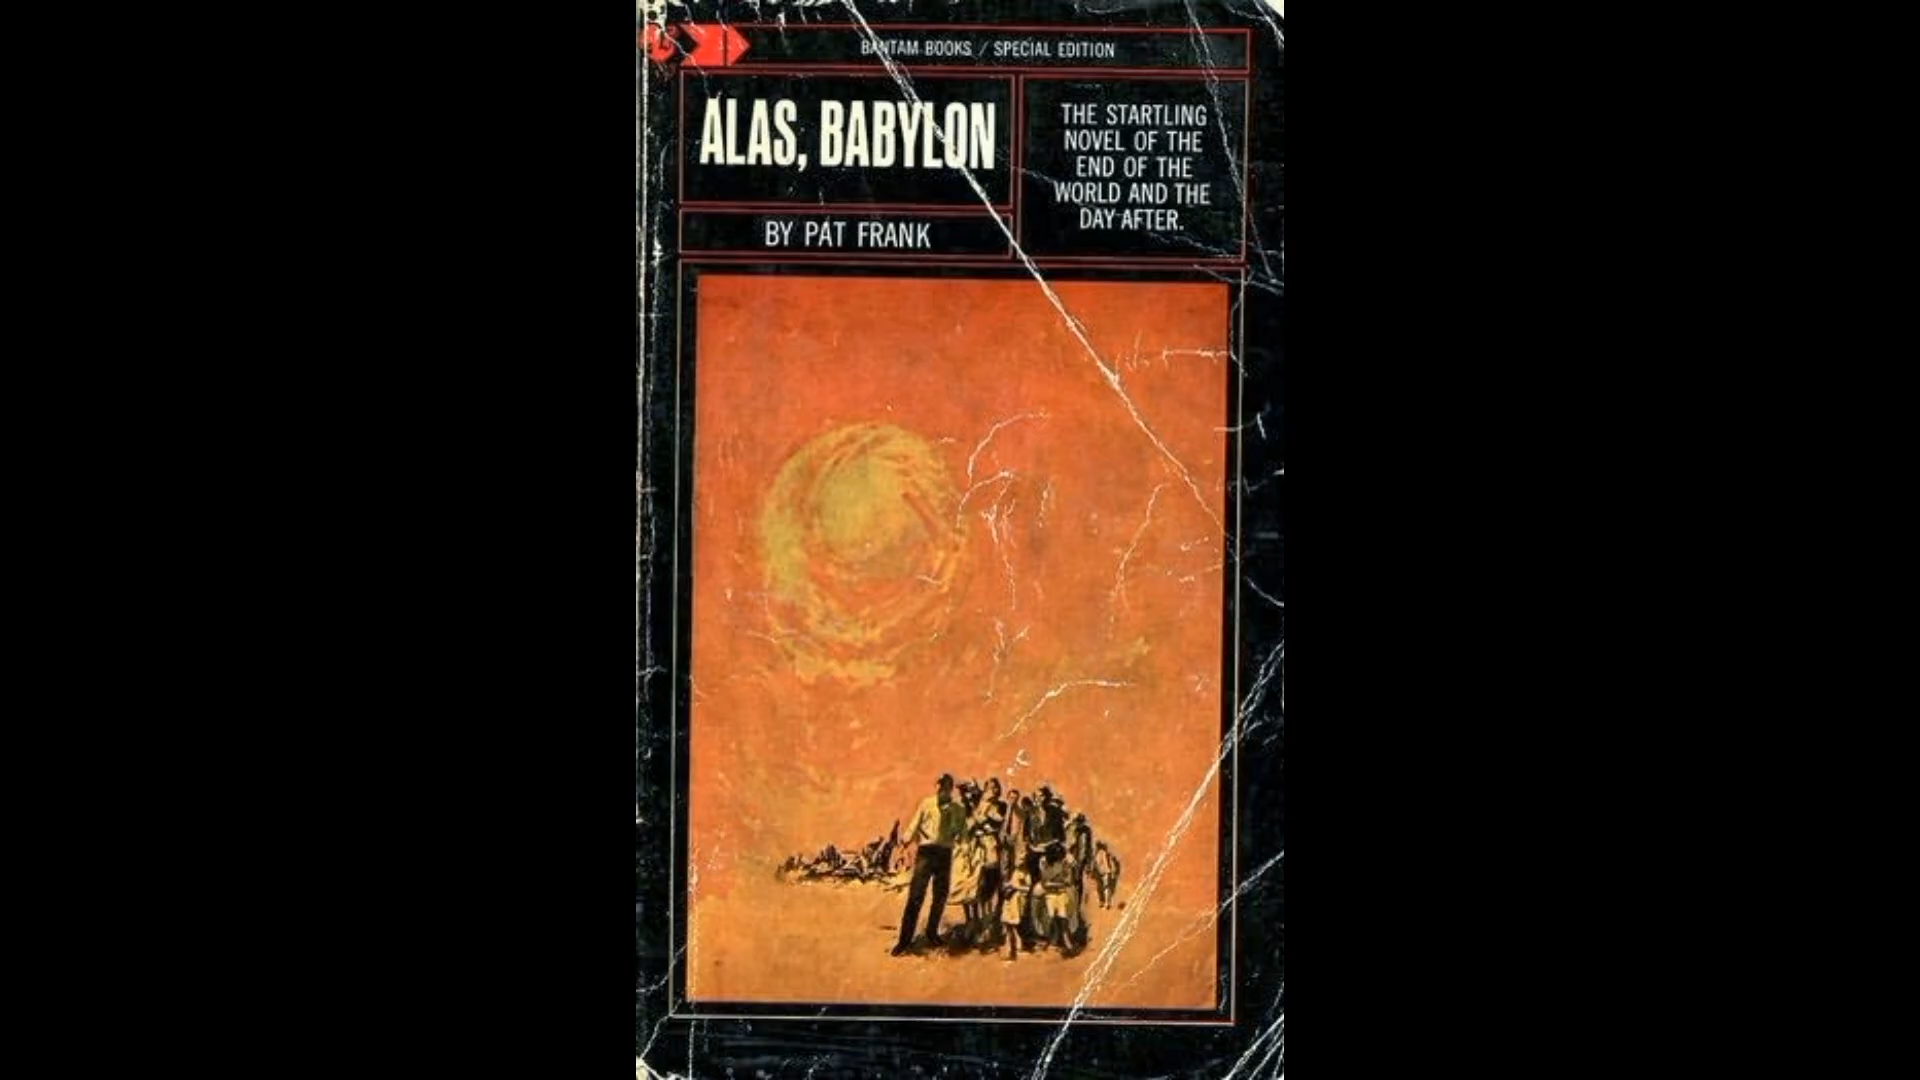 BANTAM BOOKS / SPECIAL EDITION
ALAS, BABYLON
BY PAT FRANK
THE STARTLING
NOVEL OF THE
END OF THE
WORLD AND THE
DAY AFTER.